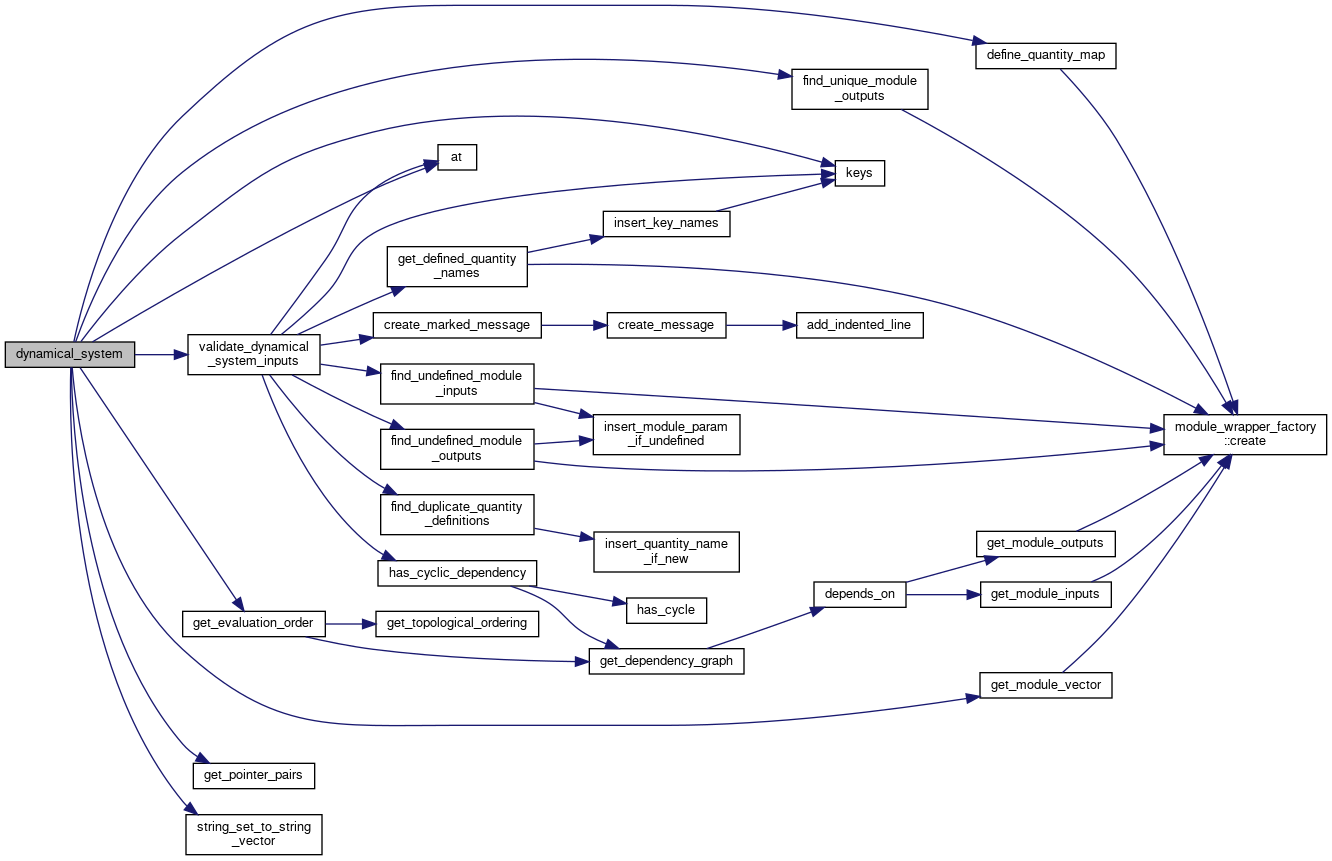 define_quantity_map
find_unique_module
_outputs
at
keys
insert_key_names
get_defined_quantity
_names
create_marked_message
create_message
add_indented_line
dynamical_system
validate_dynamical
_system_inputs
find_undefined_module
_inputs
insert_module_param
_if_undefined
module_wrapper_factory
::create
find_undefined_module
_outputs
find_duplicate_quantity
_definitions
insert_quantity_name
_if_new
get_module_outputs
has_cyclic_dependency
depends_on
get_module_inputs
has_cycle
get_evaluation_order
get_topological_ordering
get_dependency_graph
get_module_vector
get_pointer_pairs
string_set_to_string
_vector